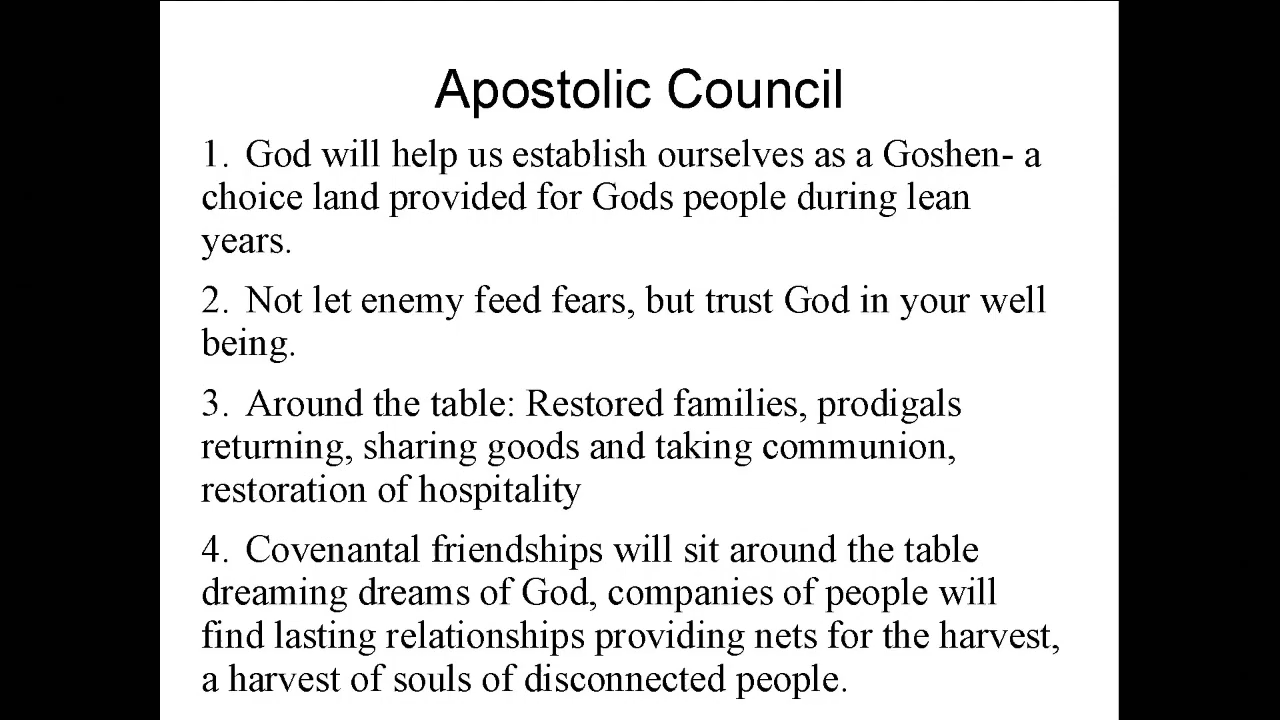 Apostolic Council
1. God will help us establish ourselves as a Goshen- a
choice land provided for Gods people during lean
years.
2. Not let enemy feed fears, but trust God in your well
being.
3. Around the table: Restored families, prodigals
returning, sharing goods and taking communion,
restoration of hospitality
4. Covenantal friendships will sit around the table
dreaming dreams of God, companies of people will
find lasting relationships providing nets for the harvest,
a harvest of souls of disconnected people.